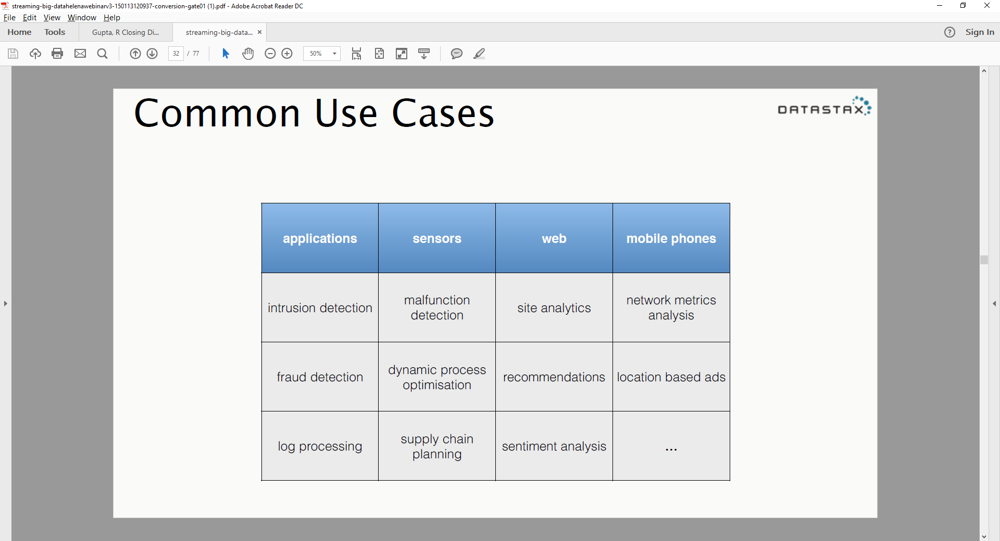 streaming-big-datahelenawebinarv3-150113120937-conversion-gate01 (1).pdf - Adobe Acrobat Reader DC
File Edit View Window Help
Home Tools Gupta, R Closing Di... streaming-big-data... × ? Sign In
32 / 77 50%
Common Use Cases
DATASTAX
applications sensors web mobile phones
intrusion detection malfunction detection site analytics network metrics analysis
fraud detection dynamic process optimisation recommendations location based ads
log processing supply chain planning sentiment analysis ...